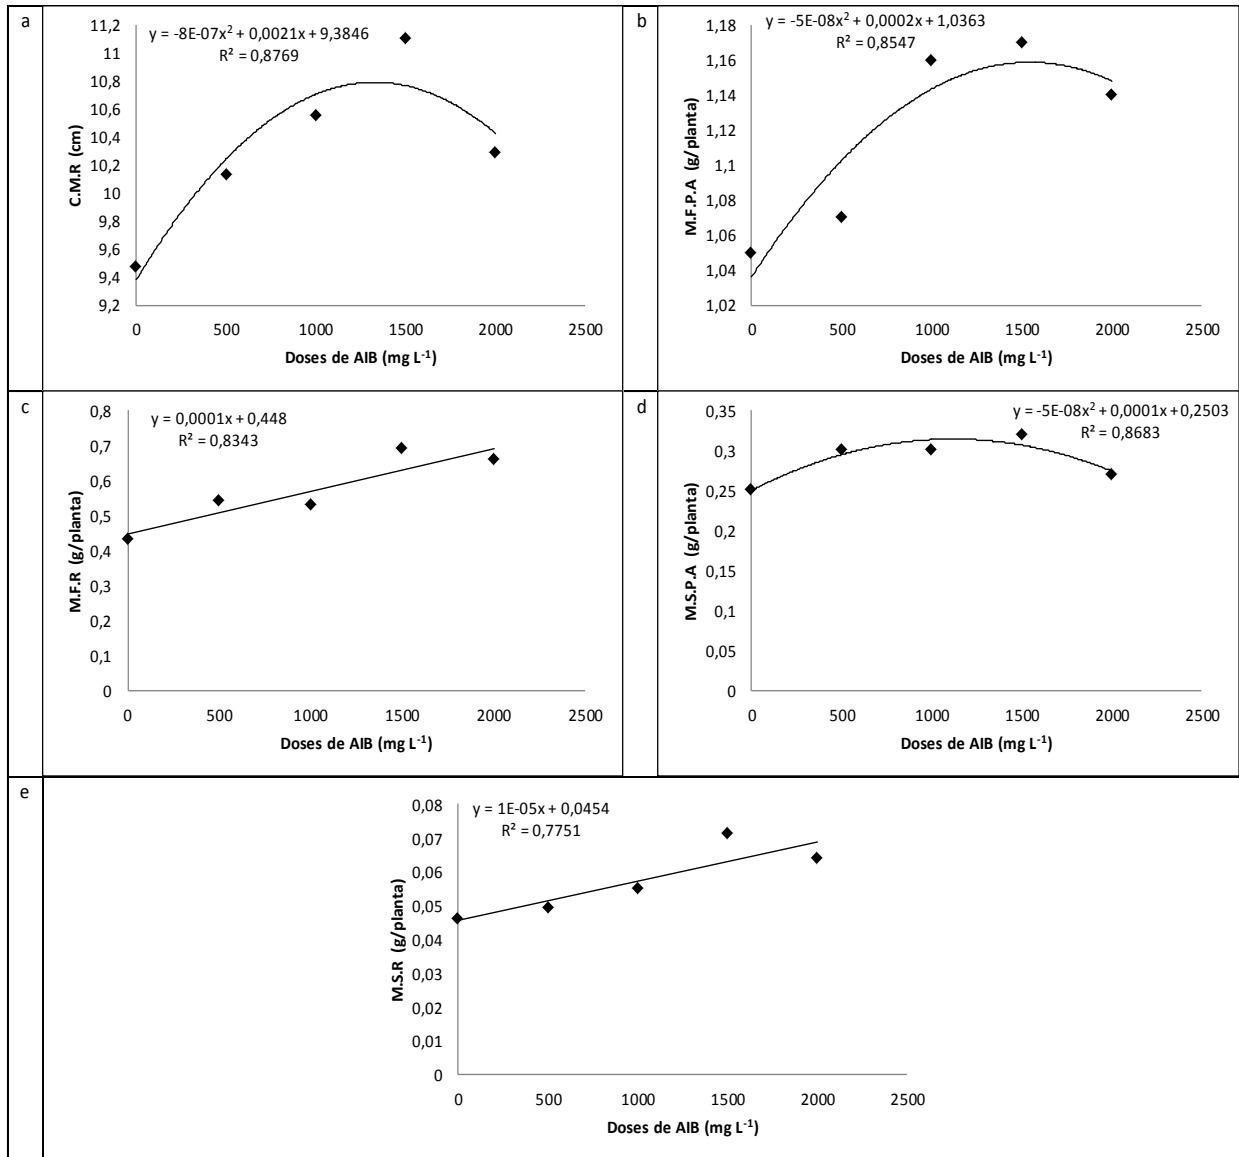 a
y = -8E-07x² + 0,0021x + 9,3846
R² = 0,8769
11,2
11
10,8
10,6
10,4
10,2
10
9,8
9,6
9,4
9,2
C.M.R (cm)
0 500 1000 1500 2000 2500
Doses de AIB (mg L⁻¹)
b
y = -5E-08x² + 0,0002x + 1,0363
R² = 0,8547
1,18
1,16
1,14
1,12
1,1
1,08
1,06
1,04
1,02
M.F.P.A (g/planta)
0 500 1000 1500 2000 2500
Doses de AIB (mg L⁻¹)
c
y = 0,0001x + 0,448
R² = 0,8343
0,8
0,7
0,6
0,5
0,4
0,3
0,2
0,1
0
M.F.R (g/planta)
0 500 1000 1500 2000 2500
Doses de AIB (mg L⁻¹)
d
y = -5E-08x² + 0,0001x + 0,2503
R² = 0,8683
0,35
0,3
0,25
0,2
0,15
0,1
0,05
0
M.S.P.A (g/planta)
0 500 1000 1500 2000 2500
Doses de AIB (mg L⁻¹)
e
y = 1E-05x + 0,0454
R² = 0,7751
0,08
0,07
0,06
0,05
0,04
0,03
0,02
0,01
0
M.S.R (g/planta)
0 500 1000 1500 2000 2500
Doses de AIB (mg L⁻¹)